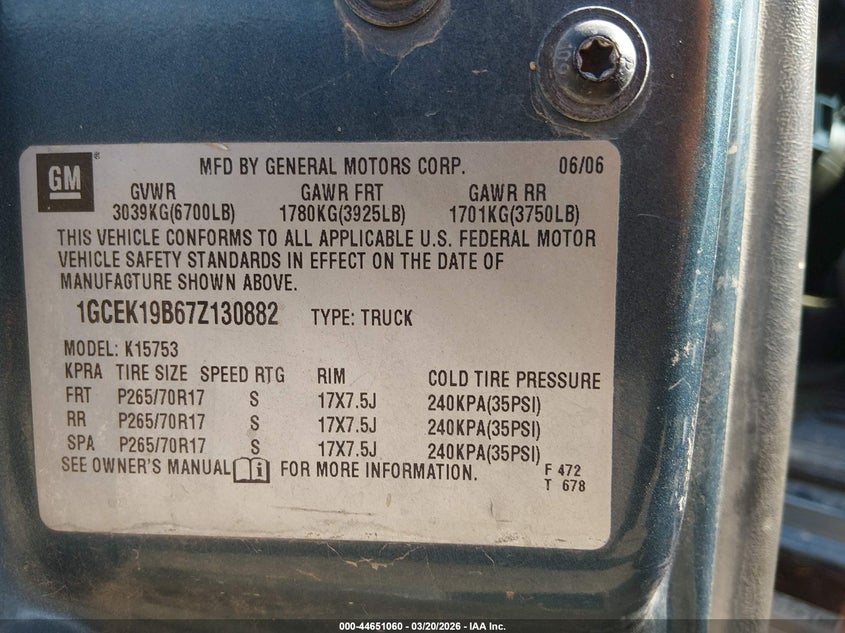 GM ®
MFD BY GENERAL MOTORS CORP. 06/06
GVWR GAWR FRT GAWR RR
3039KG(6700LB) 1780KG(3925LB) 1701KG(3750LB)
THIS VEHICLE CONFORMS TO ALL APPLICABLE U.S. FEDERAL MOTOR
VEHICLE SAFETY STANDARDS IN EFFECT ON THE DATE OF
MANUFACTURE SHOWN ABOVE.
1GCEK19B67Z130882 TYPE: TRUCK
MODEL: K15753
KPRA TIRE SIZE SPEED RTG RIM COLD TIRE PRESSURE
FRT P265/70R17 S 17X7.5J 240KPA(35PSI)
RR P265/70R17 S 17X7.5J 240KPA(35PSI)
SPA P265/70R17 S 17X7.5J 240KPA(35PSI)
SEE OWNER'S MANUAL FOR MORE INFORMATION.
F 472
T 678
000-44651060 - 03/20/2026 - IAA Inc.